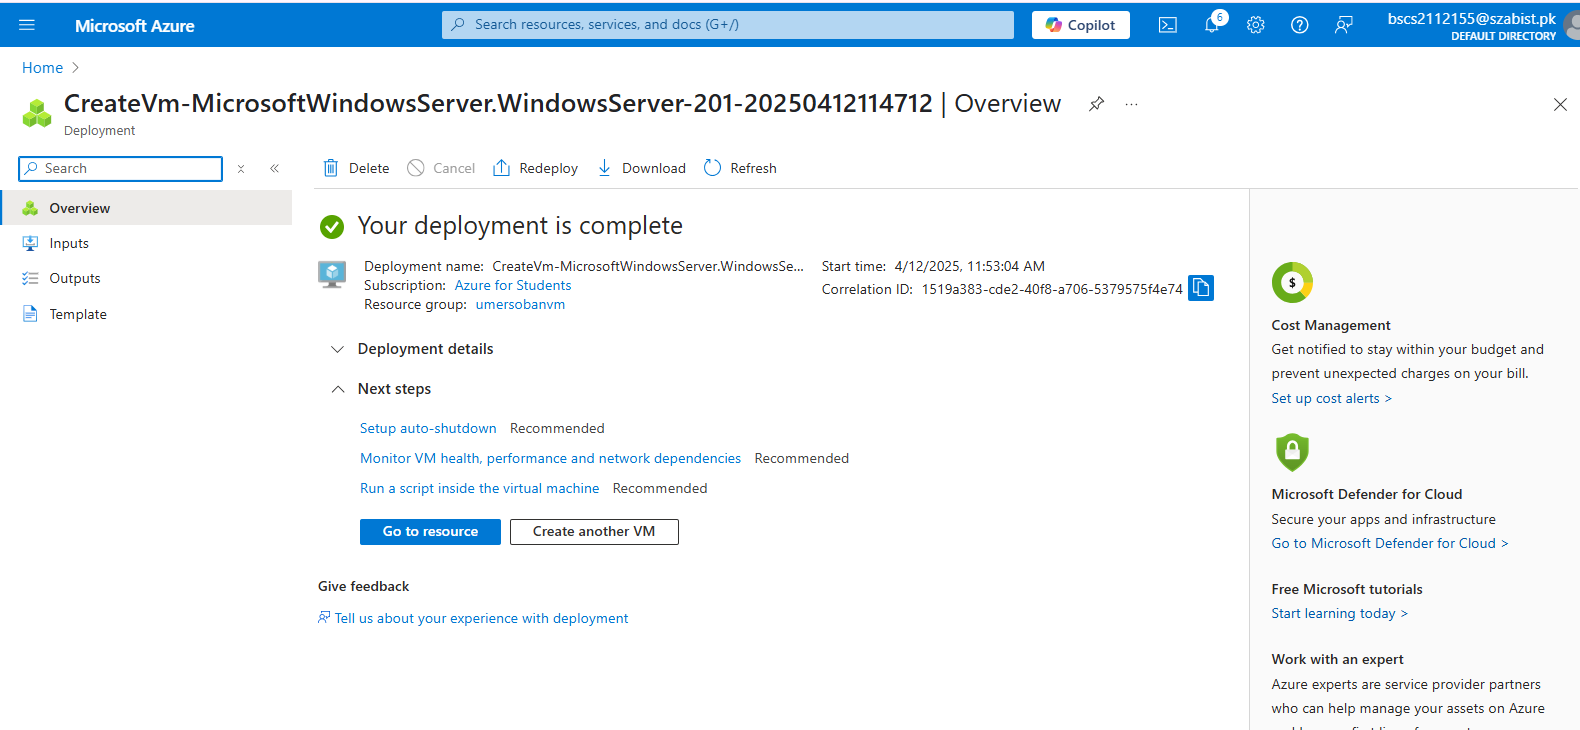 Microsoft Azure
Search resources, services, and docs (G+/)
Copilot
6
bscs2112155@szabist.pk
DEFAULT DIRECTORY
Home
CreateVm-MicrosoftWindowsServer.WindowsServer-201-20250412114712 | Overview
Deployment
Search
Delete
Cancel
Redeploy
Download
Refresh
Overview
Inputs
Outputs
Template
Your deployment is complete
Deployment name: CreateVm-MicrosoftWindowsServer.WindowsSe...
Subscription: Azure for Students
Resource group: umersobanvm
Start time: 4/12/2025, 11:53:04 AM
Correlation ID: 1519a383-cde2-40f8-a706-5379575f4e74
Deployment details
Next steps
Setup auto-shutdown Recommended
Monitor VM health, performance and network dependencies Recommended
Run a script inside the virtual machine Recommended
Go to resource
Create another VM
Give feedback
Tell us about your experience with deployment
$
Cost Management
Get notified to stay within your budget and
prevent unexpected charges on your bill.
Set up cost alerts >
Microsoft Defender for Cloud
Secure your apps and infrastructure
Go to Microsoft Defender for Cloud >
Free Microsoft tutorials
Start learning today >
Work with an expert
Azure experts are service provider partners
who can help manage your assets on Azure